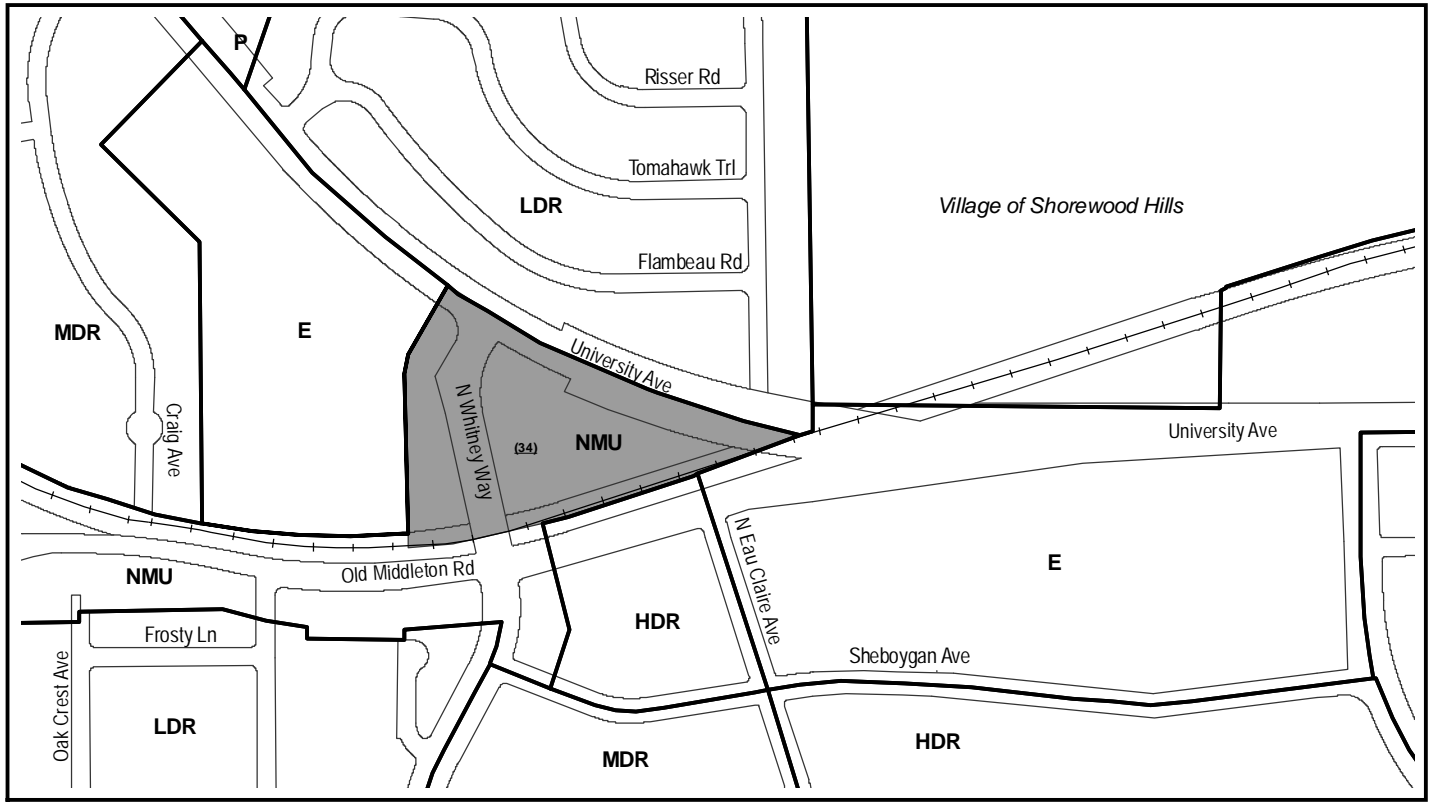 P
Risser Rd
Tomahawk Trl
LDR
Village of Shorewood Hills
Flambeau Rd
MDR
E
University Ave
Craig Ave
N Whitney Way
(34)
NMU
University Ave
N Eau Claire Ave
E
Old Middleton Rd
NMU
HDR
Frosty Ln
Sheboygan Ave
Oak Crest Ave
LDR
MDR
HDR